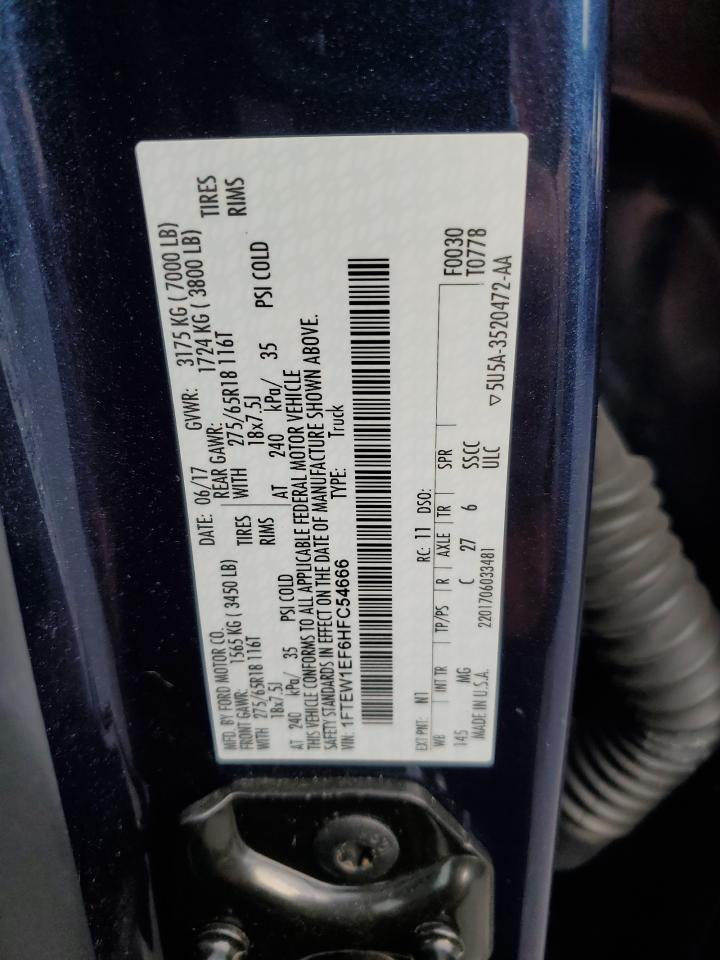 MFD. BY FORD MOTOR CO. DATE: 06/17 GVWR: 3175 KG ( 7000 LB)
FRONT GAWR: 1565 KG ( 3450 LB) REAR GAWR: 1724 KG ( 3800 LB)
WITH 275/65R18 116T TIRES WITH 275/65R18 116T TIRES
18x7.5J RIMS 18x7.5J RIMS
AT 240 kPa/ 35 PSI COLD AT 240 kPa/ 35 PSI COLD
THIS VEHICLE CONFORMS TO ALL APPLICABLE FEDERAL MOTOR VEHICLE
SAFETY STANDARDS IN EFFECT ON THE DATE OF MANUFACTURE SHOWN ABOVE.
VIN: 1FTEW1EF6HFC54666 TYPE: Truck
EXT PNT: N1 RC: 11 DSO: F0030
WB INT TR TP/PS R AXLE TR SPR T0778
145 MG C 27 6 SSCC
MADE IN U.S.A. 2201706033481 ULC ▽ 5U5A-3520472-AA